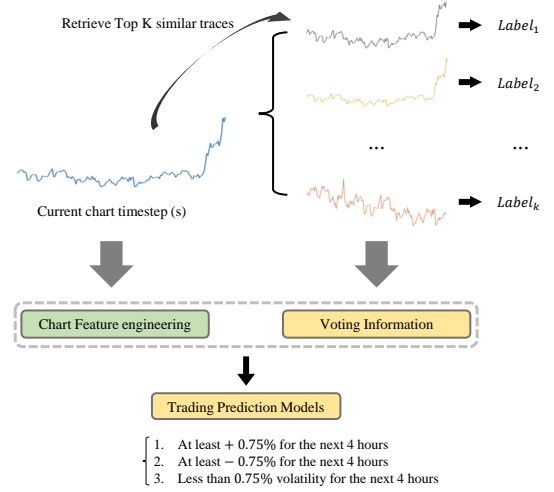 Retrieve Top K similar traces
Label₁
Label₂
... ...
Labelₖ
Current chart timestep (s)
Chart Feature engineering
Voting Information
Trading Prediction Models
1. At least + 0.75% for the next 4 hours
2. At least − 0.75% for the next 4 hours
3. Less than 0.75% volatility for the next 4 hours